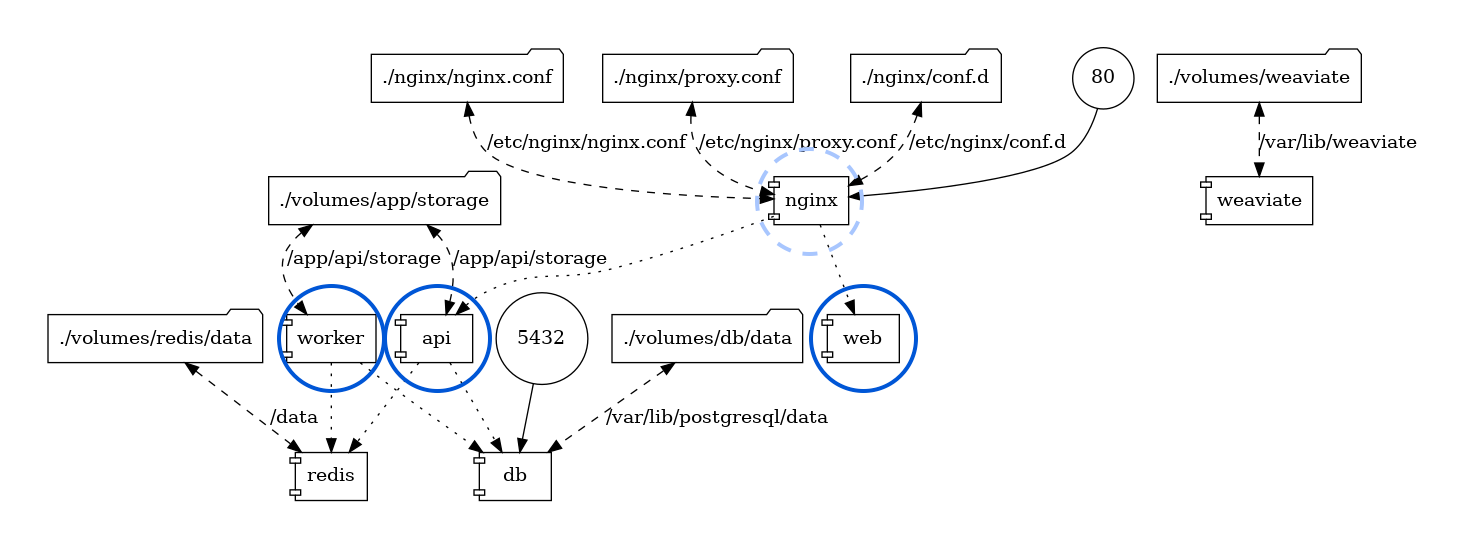 ./nginx/nginx.conf
./nginx/proxy.conf
./nginx/conf.d
80
./volumes/weaviate
/etc/nginx/nginx.conf
/etc/nginx/proxy.conf
/etc/nginx/conf.d
/var/lib/weaviate
./volumes/app/storage
nginx
weaviate
/app/api/storage
/app/api/storage
./volumes/redis/data
worker
api
5432
./volumes/db/data
web
/data
/var/lib/postgresql/data
redis
db